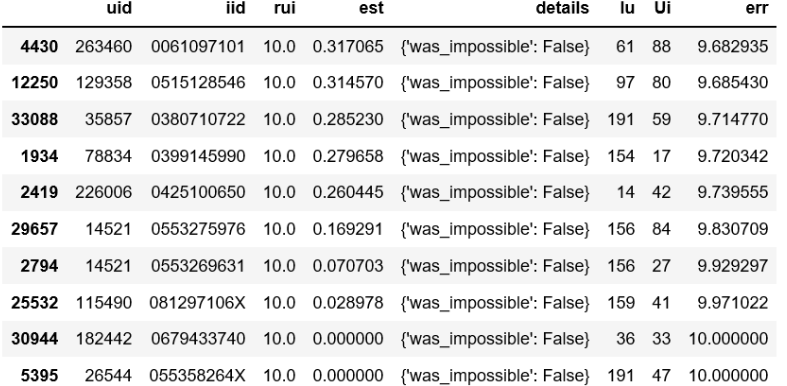 uid iid rui est details Iu Ui err
4430 263460 0061097101 10.0 0.317065 {'was_impossible': False} 61 88 9.682935
12250 129358 0515128546 10.0 0.314570 {'was_impossible': False} 97 80 9.685430
33088 35857 0380710722 10.0 0.285230 {'was_impossible': False} 191 59 9.714770
1934 78834 0399145990 10.0 0.279658 {'was_impossible': False} 154 17 9.720342
2419 226006 0425100650 10.0 0.260445 {'was_impossible': False} 14 42 9.739555
29657 14521 0553275976 10.0 0.169291 {'was_impossible': False} 156 84 9.830709
2794 14521 0553269631 10.0 0.070703 {'was_impossible': False} 156 27 9.929297
25532 115490 081297106X 10.0 0.028978 {'was_impossible': False} 159 41 9.971022
30944 182442 0679433740 10.0 0.000000 {'was_impossible': False} 36 33 10.000000
5395 26544 055358264X 10.0 0.000000 {'was_impossible': False} 191 47 10.000000